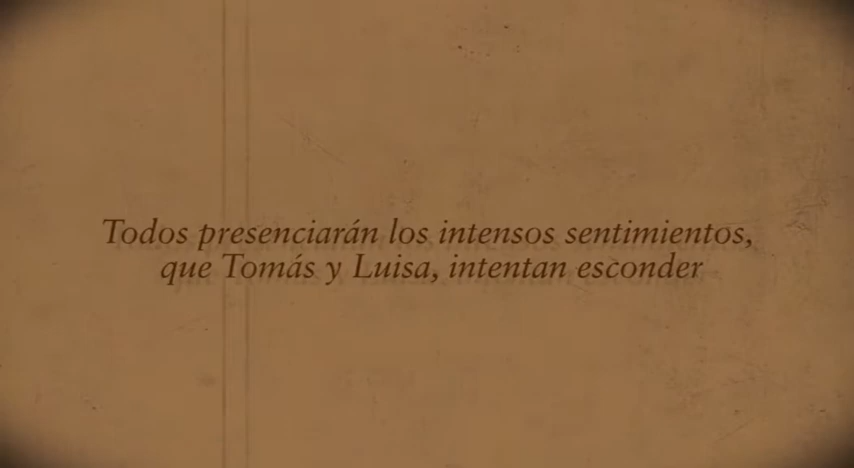 Todos presenciarán los intensos sentimientos,
que Tomás y Luisa, intentan esconder